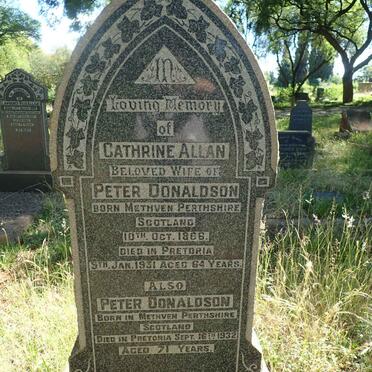 In
Loving Memory
of
CATHRINE ALLAN
BELOVED WIFE OF
PETER DONALDSON
BORN METHVEN PERTHSHIRE
SCOTLAND
10TH OCT. 1866.
DIED IN PRETORIA
5TH JAN. 1931 AGED 64 YEARS.
ALSO
PETER DONALDSON
BORN IN METHVEN PERTHSHIRE
SCOTLAND
DIED IN PRETORIA SEPT. 16TH 1932
AGED 71 YEARS.